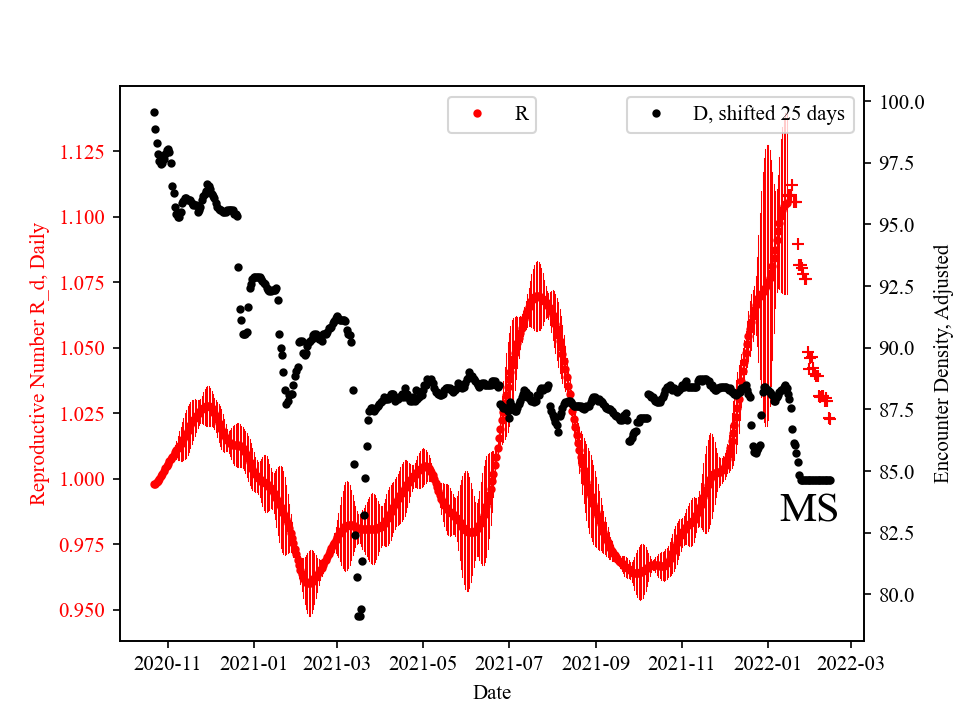 R
D, shifted 25 days
Reproductive Number R_d, Daily
1.125
1.100
1.075
1.050
1.025
1.000
0.975
0.950
100.0
97.5
95.0
92.5
90.0
87.5
85.0
82.5
80.0
Encounter Density, Adjusted
MS
2020-11 2021-01 2021-03 2021-05 2021-07 2021-09 2021-11 2022-01 2022-03
Date